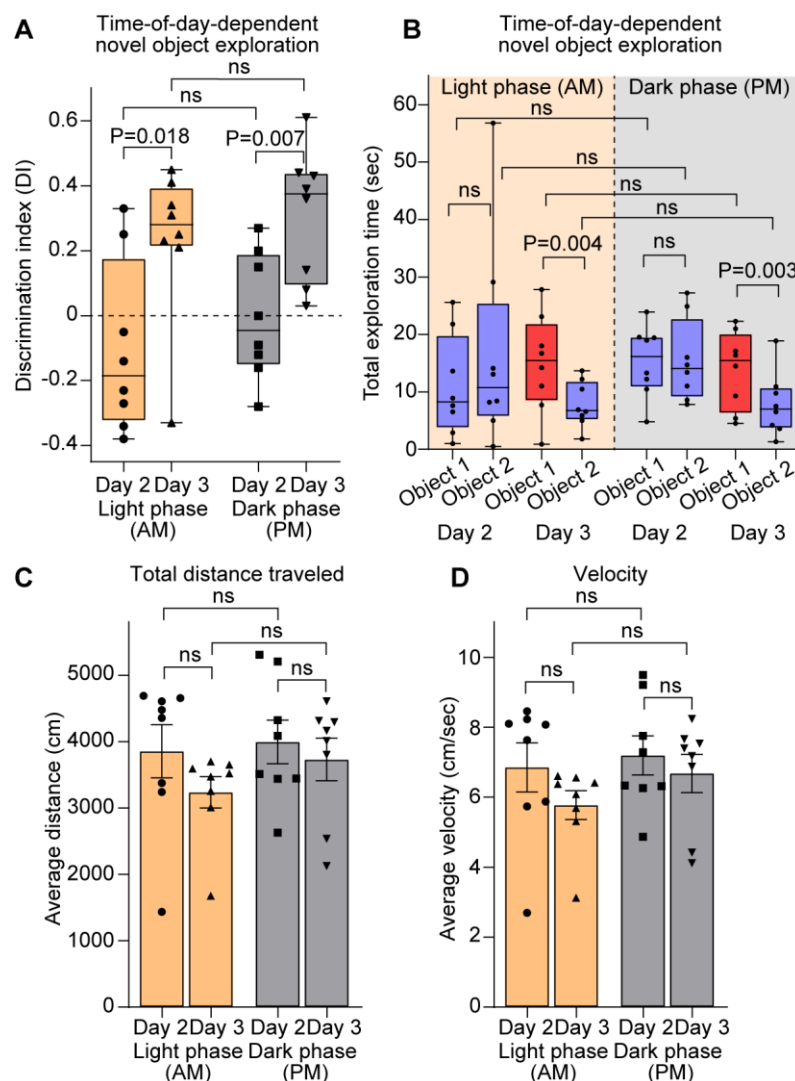 A
Time-of-day-dependent
novel object exploration
ns
ns
P=0.018
P=0.007
Discrimination index (DI)
0.6
0.4
0.2
0
-0.2
-0.4
Day 2 Day 3 Day 2 Day 3
Light phase Dark phase
(AM) (PM)
B
Time-of-day-dependent
novel object exploration
Light phase (AM) Dark phase (PM)
ns
ns
ns
ns
ns
ns
P=0.004
P=0.003
Total exploration time (sec)
60
50
40
30
20
10
0
Object 1 Object 2 Object 1 Object 2 Object 1 Object 2 Object 1 Object 2
Day 2 Day 3 Day 2 Day 3
C
Total distance traveled
ns
ns
ns
ns
Average distance (cm)
5000
4000
3000
2000
1000
0
Day 2 Day 3 Day 2 Day 3
Light phase Dark phase
(AM) (PM)
D
Velocity
ns
ns
ns
ns
Average velocity (cm/sec)
10
8
6
4
2
0
Day 2 Day 3 Day 2 Day 3
Light phase Dark phase
(AM) (PM)